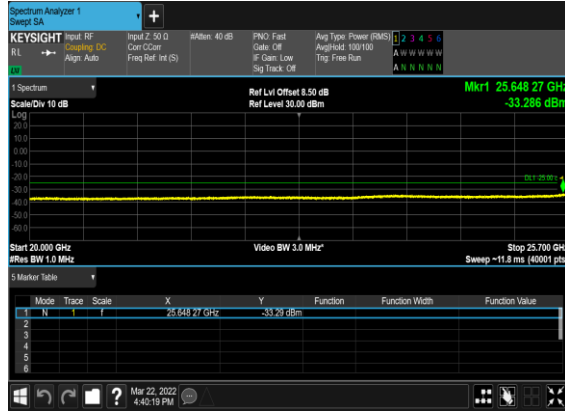 Spectrum Analyzer 1
Swept SA
+
KEYSIGHT Input: RF Input Z: 50 Ω #Atten: 40 dB PNO: Fast Avg Type: Power (RMS) 1 2 3 4 5 6
RL Coupling: DC Corr CCorr Gate: Off Avg|Hold: 100/100 A W W W W W
Align: Auto Freq Ref: Int (S) IF Gain: Low Trig: Free Run
LV Sig Track: Off A N N N N N
1 Spectrum Ref Lvl Offset 8.50 dB Mkr1 25.648 27 GHz
Scale/Div 10 dB Ref Level 30.00 dBm -33.286 dBm
Log
20.0
10.0
0.00
-10.0
-20.0
DL1 -25.00
-30.0
-40.0
-50.0
-60.0
Start 20.000 GHz Video BW 3.0 MHz* Stop 25.700 GHz
#Res BW 1.0 MHz Sweep ~11.8 ms (40001 pts)
5 Marker Table
Mode Trace Scale X Y Function Function Width Function Value
1 N 1 f 25.648 27 GHz -33.29 dBm
2
3
4
5
6
? Mar 22, 2022
4:40:19 PM